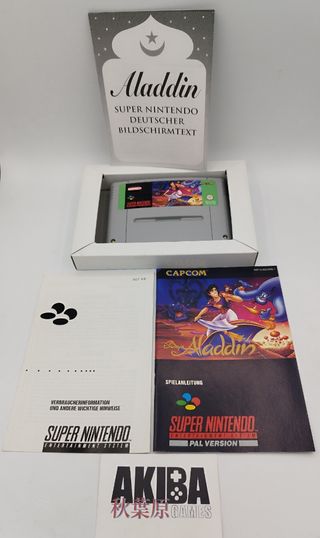 Aladdin
SUPER NINTENDO
DEUTSCHER
BILDSCHIRMTEXT
CAPCOM
Aladdin
SPIELANLEITUNG
VERBRAUCHERINFORMATION
UND ANDERE WICHTIGE HINWEISE
SUPER NINTENDO
ENTERTAINMENT SYSTEM
SUPER NINTENDO
ENTERTAINMENT SYSTEM
PAL VERSION
AKIBA
秋葉原
GAMES